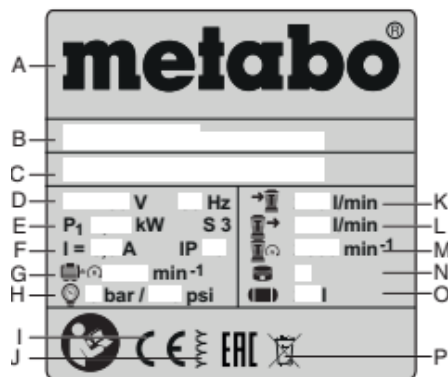 A metabo ®
B
C
D V Hz l/min K
E P1 kW S 3 l/min L
F I = A IP min-1 M
G min-1 N
H bar / psi l O
I J CE EAC P